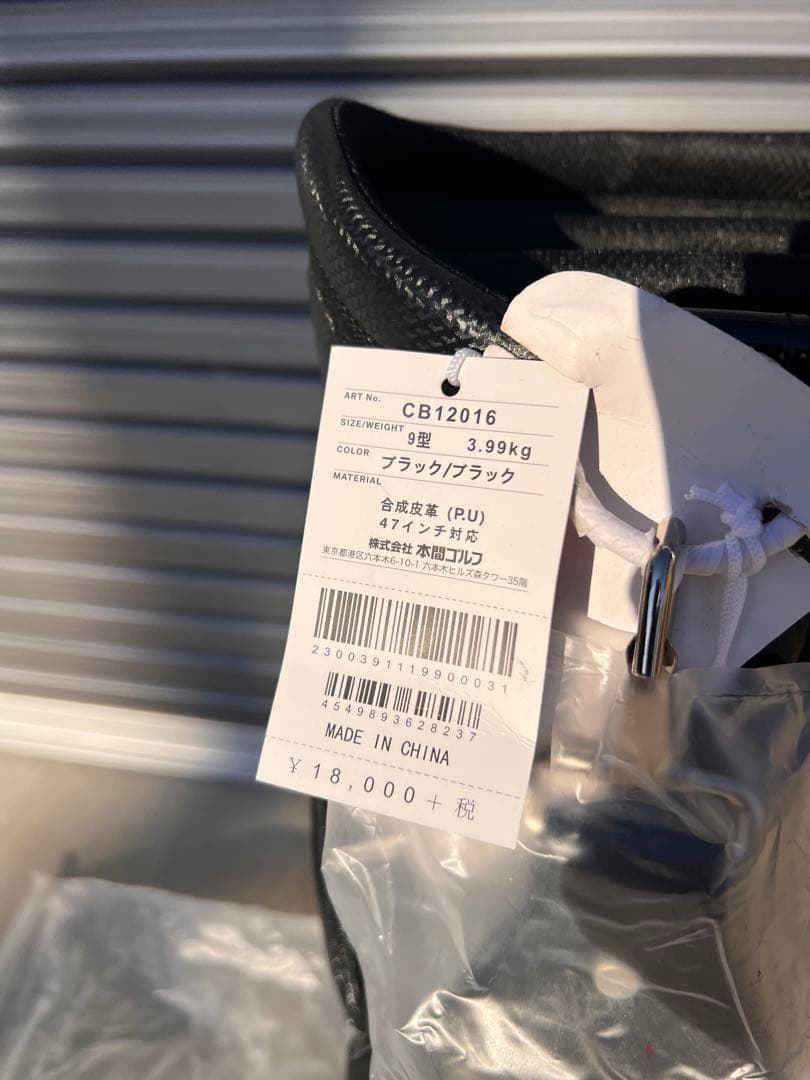 ART No. CB12016
SIZE/WEIGHT 9型 3.99kg
COLOR ブラック/ブラック
MATERIAL
合成皮革 (P.U)
47インチ対応
株式会社 本間ゴルフ
東京都港区六本木6-10-1 六本木ヒルズ森タワー35階
2300391119900031
4549893628237
MADE IN CHINA
¥18,000+税